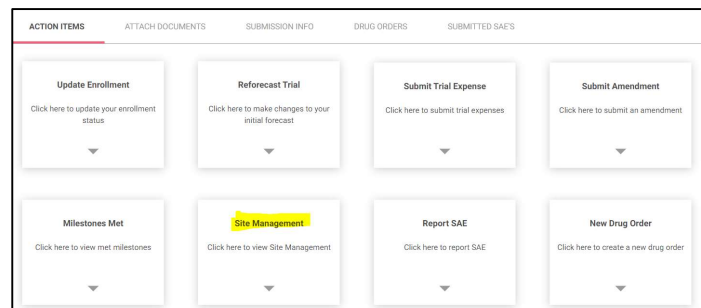 ACTION ITEMS ATTACH DOCUMENTS SUBMISSION INFO DRUG ORDERS SUBMITTED SAE'S
Update Enrollment
Click here to update your enrollment
status
Reforecast Trial
Click here to make changes to your
initial forecast
Submit Trial Expense
Click here to submit trial expenses
Submit Amendment
Click here to submit an amendment
Milestones Met
Click here to view met milestones
Site Management
Click here to view Site Management
Report SAE
Click here to report SAE
New Drug Order
Click here to create a new drug order